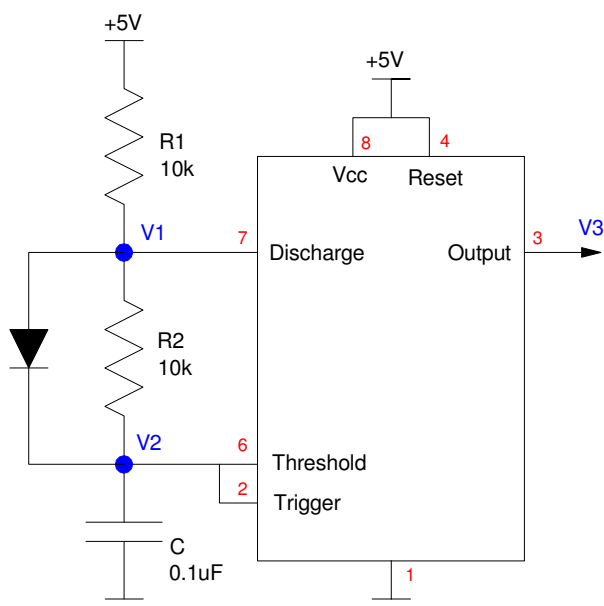 +5V
+5V
R1
10k
8
4
Vcc
Reset
V1
7
Discharge
Output
3
V3
R2
10k
V2
6
Threshold
2
Trigger
C
0.1uF
1